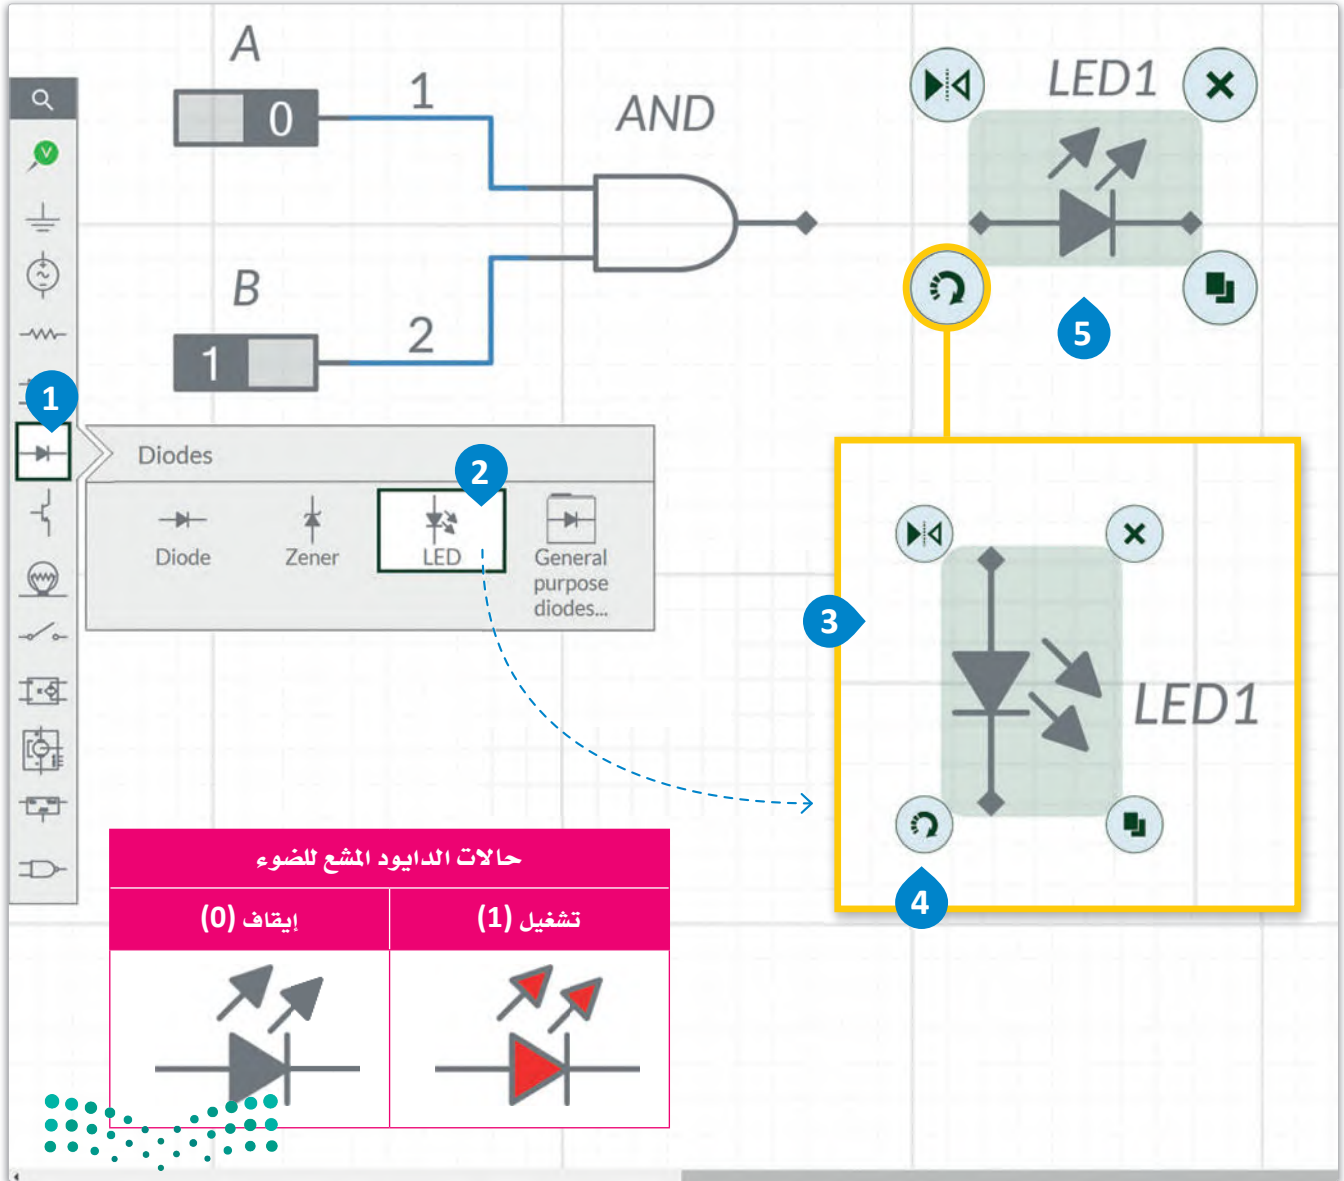 A
0
1
AND
LED1
B
1
2
5
1
Diodes
2
Diode
Zener
LED
General
purpose
diodes...
3
LED1
4
حالات الدايود المشع للضوء
تشغيل (1)
إيقاف (0)
V